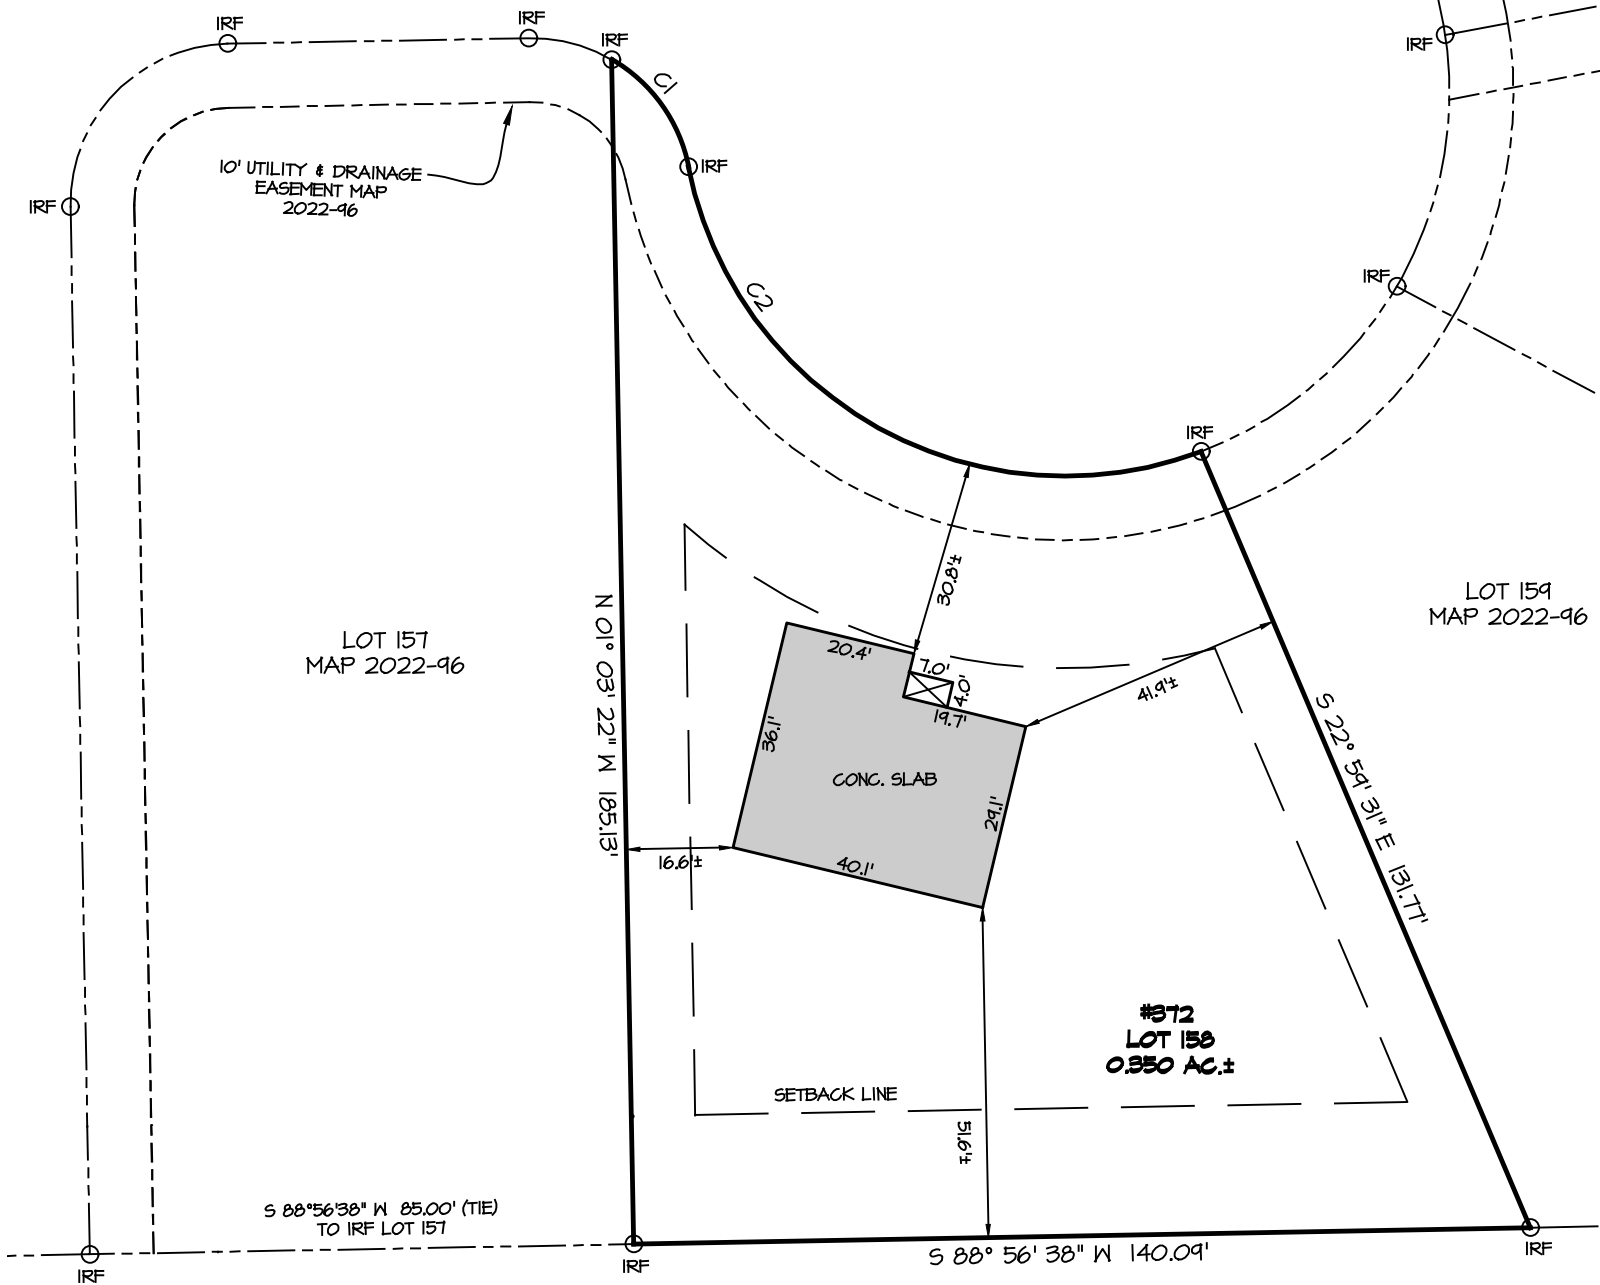 IRF
IRF
IRF
IRF
C1
10' UTILITY & DRAINAGE
EASEMENT MAP
2022-96
IRF
IRF
IRF
C2
IRF
30.8'±
LOT 159
MAP 2022-96
LOT 157
MAP 2022-96
N 01° 03' 22" W 185.13'
20.4'
7.0'
4.0'
19.7'
41.9'±
36.1'
CONC. SLAB
29.1'
S 22° 59' 31" E 131.77'
16.6'±
40.1'
#372
LOT 158
0.350 AC.±
SETBACK LINE
51.6'±
S 88°56'38" W 85.00' (TIE)
TO IRF LOT 157
S 88° 56' 38" W 140.09'
IRF
IRF
IRF